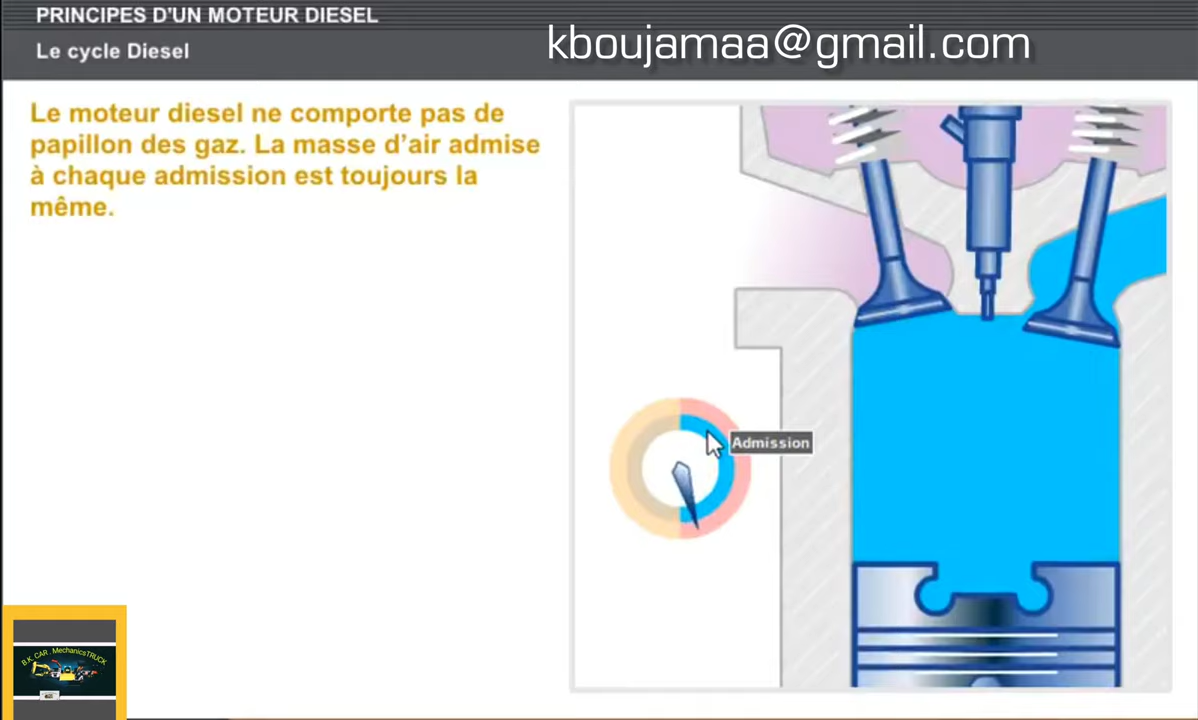 PRINCIPES D'UN MOTEUR DIESEL
Le cycle Diesel
kboujamaa@gmail.com
Le moteur diesel ne comporte pas de
papillon des gaz. La masse d'air admise
à chaque admission est toujours la
même.
Admission
B.K. CAR . MechanicsTRUCK